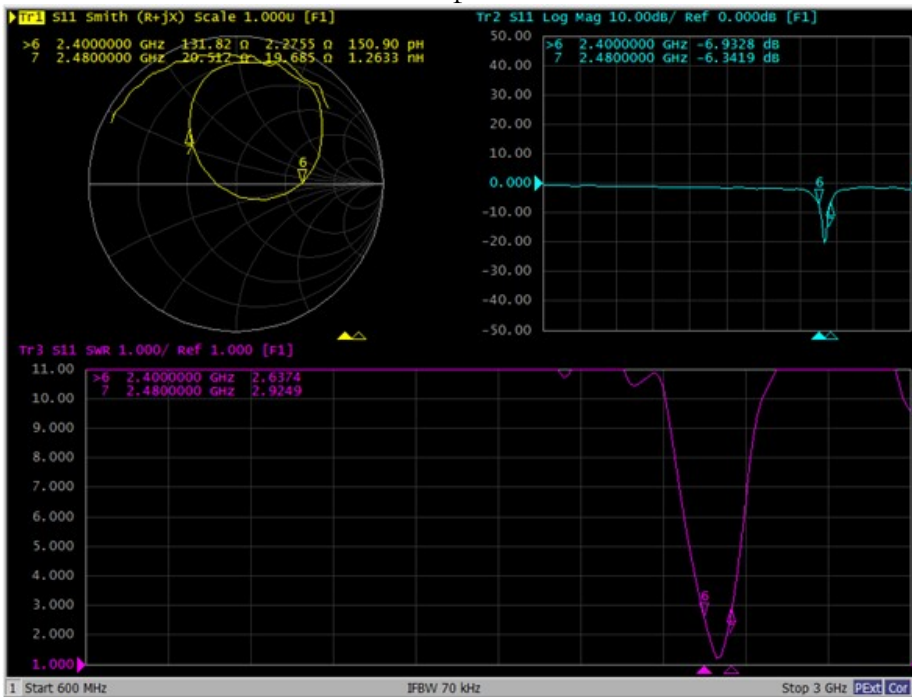 Tr1 S11 Smith (R+jX) Scale 1.000U [F1]
>6 2.4000000 GHz 131.82 Ω 2.2755 Ω 150.90 pH
7 2.4800000 GHz 20.512 Ω 19.685 Ω 1.2633 nH
6
Tr2 S11 Log Mag 10.00dB/ Ref 0.000dB [F1]
50.00
>6 2.4000000 GHz -6.9328 dB
7 2.4800000 GHz -6.3419 dB
40.00
30.00
20.00
10.00
0.000
6
-10.00
-20.00
-30.00
-40.00
-50.00
Tr3 S11 SWR 1.000/ Ref 1.000 [F1]
11.00
>6 2.4000000 GHz 2.6374
7 2.4800000 GHz 2.9249
10.00
9.000
8.000
7.000
6.000
5.000
4.000
3.000
6
2.000
1.000
1 Start 600 MHz IFBW 70 kHz Stop 3 GHz PExt Cor